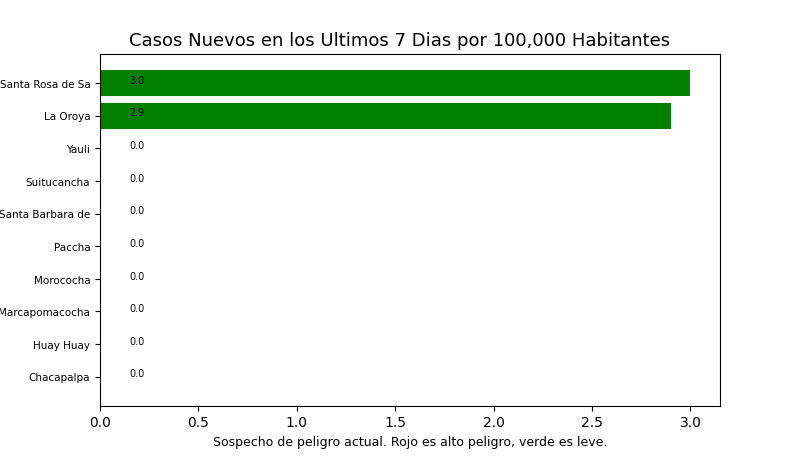 Casos Nuevos en los Ultimos 7 Dias por 100,000 Habitantes
Santa Rosa de Sa 3.0
La Oroya 2.9
Yauli 0.0
Suitucancha 0.0
Santa Barbara de 0.0
Paccha 0.0
Morococha 0.0
Marcapomacocha 0.0
Huay Huay 0.0
Chacapalpa 0.0
0.0 0.5 1.0 1.5 2.0 2.5 3.0
Sospecho de peligro actual. Rojo es alto peligro, verde es leve.